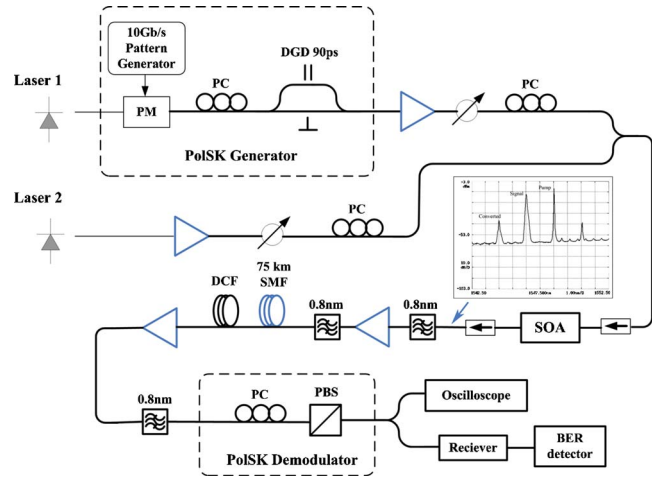 10Gb/s
Pattern
Generator
DGD 90ps
Laser 1
PC
PC
PM
PolSK Generator
Laser 2
PC
Signal
Pump
Converted
75 km
SMF
DCF
0.8nm
0.8nm
SOA
0.8nm
PC
PBS
Oscilloscope
Reciever
BER
detector
PolSK Demodulator